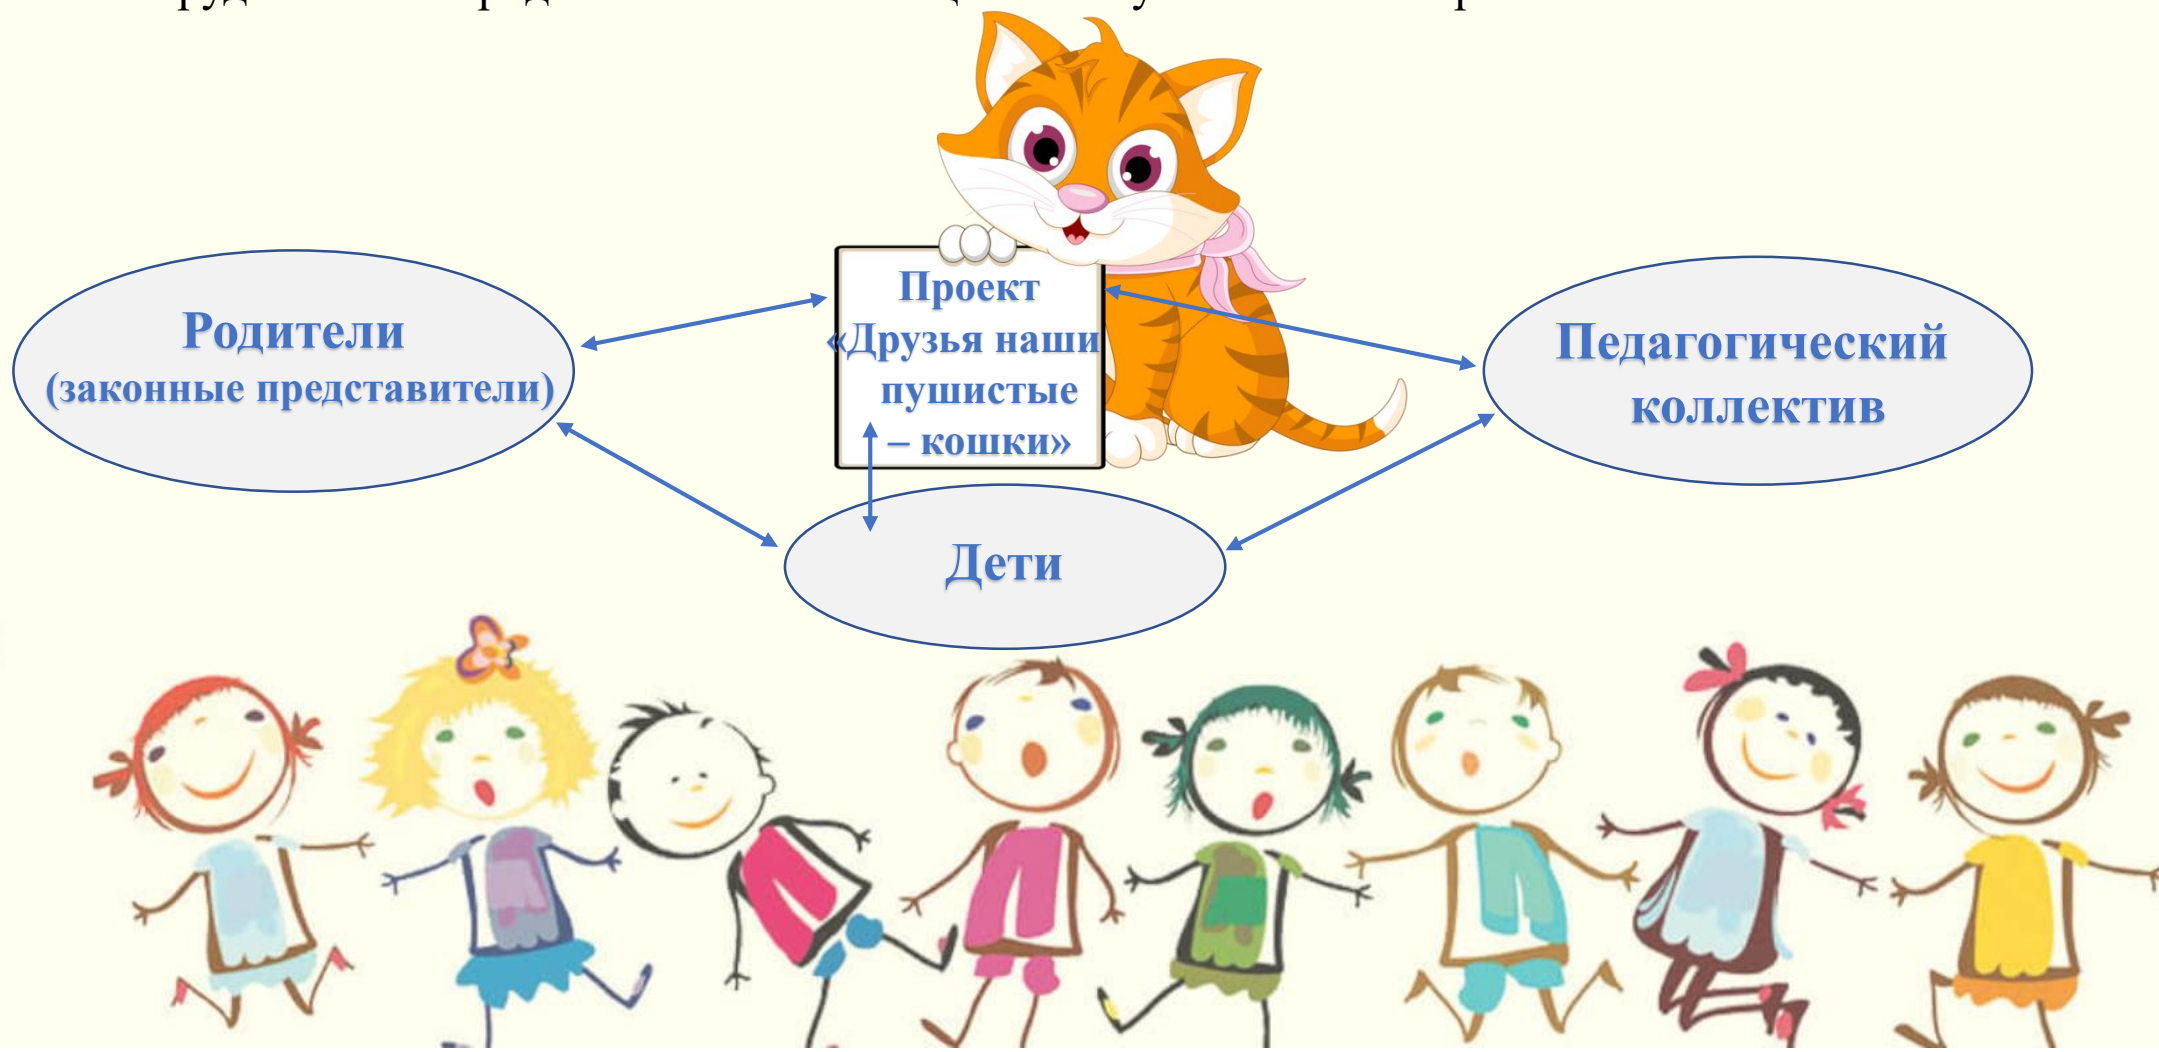 Родители
(законные представители)
Проект
«Друзья наши
пушистые
– кошки»
Педагогический
коллектив
Дети